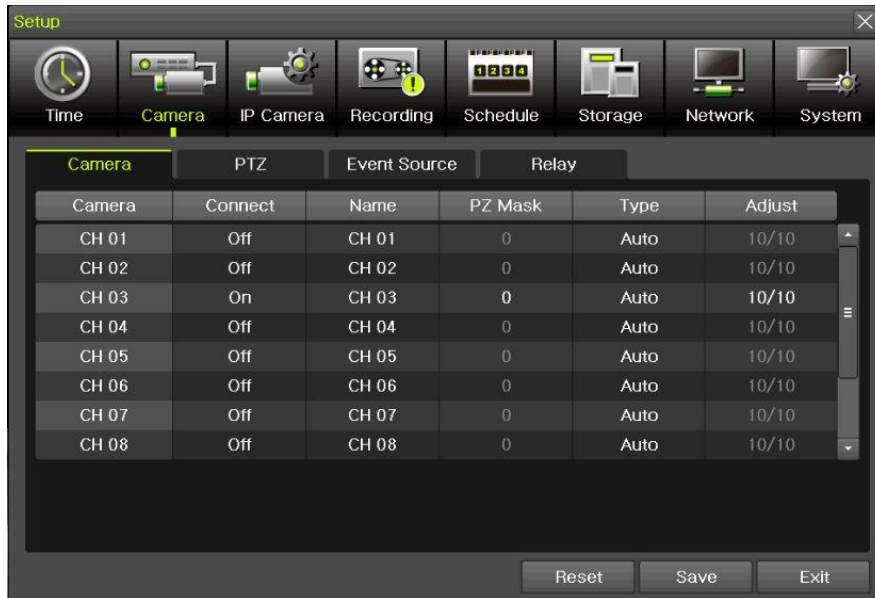 Setup
1 2 3 4
Time Camera IP Camera Recording Schedule Storage Network System
Camera PTZ Event Source Relay
Camera Connect Name PZ Mask Type Adjust
CH 01 Off CH 01 0 Auto 10/10
CH 02 Off CH 02 0 Auto 10/10
CH 03 On CH 03 0 Auto 10/10
CH 04 Off CH 04 0 Auto 10/10
CH 05 Off CH 05 0 Auto 10/10
CH 06 Off CH 06 0 Auto 10/10
CH 07 Off CH 07 0 Auto 10/10
CH 08 Off CH 08 0 Auto 10/10
Reset Save Exit